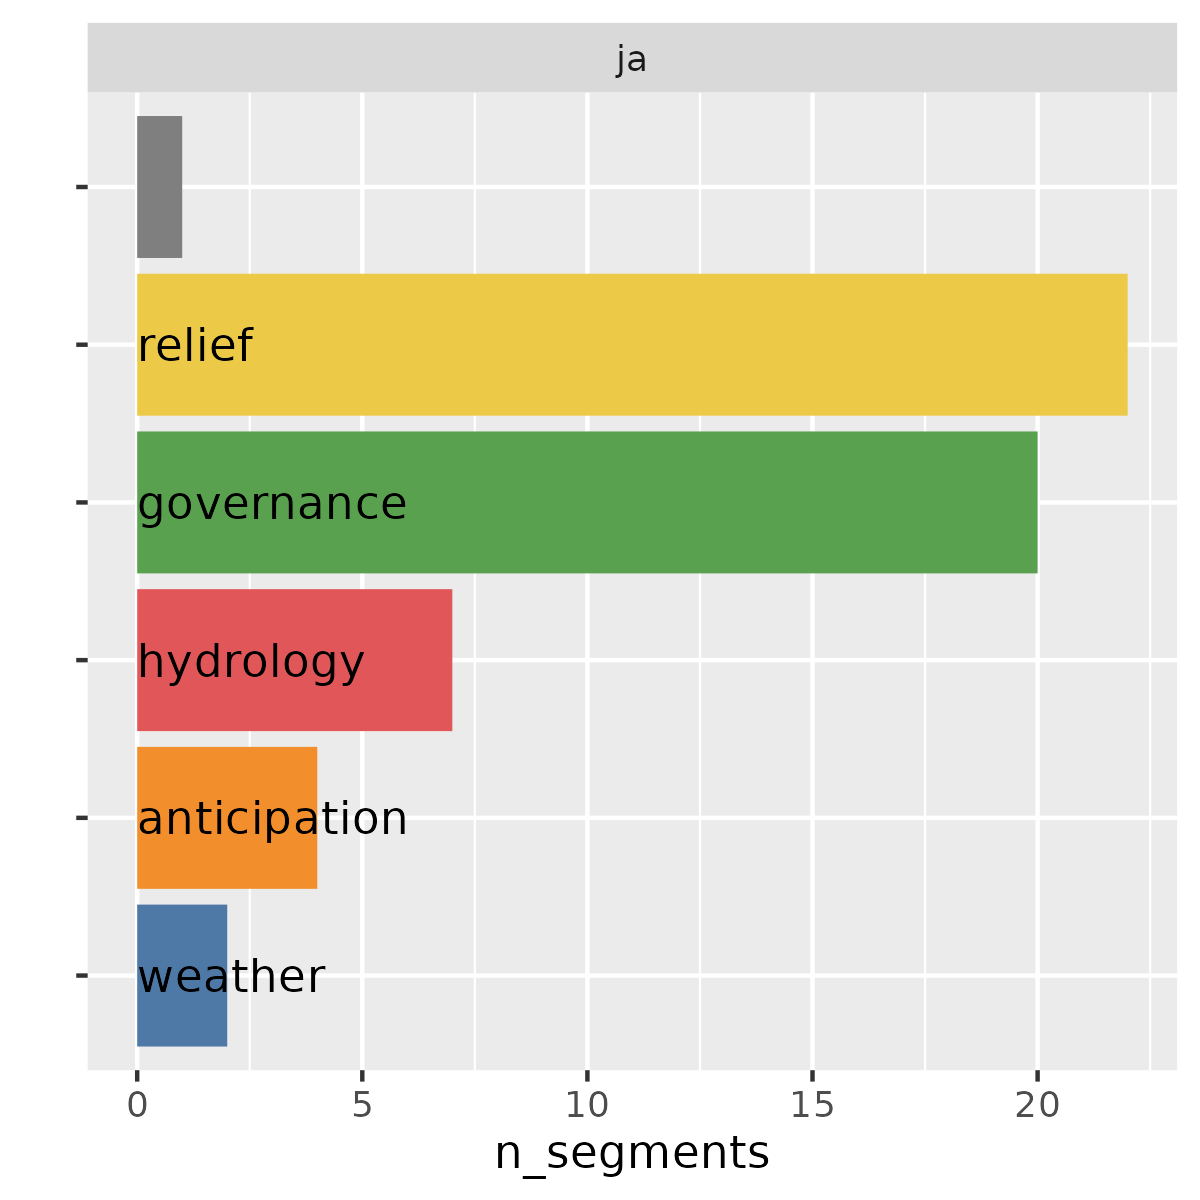 ja
relief
governance
hydrology
anticipation
weather
0 5 10 15 20
n_segments